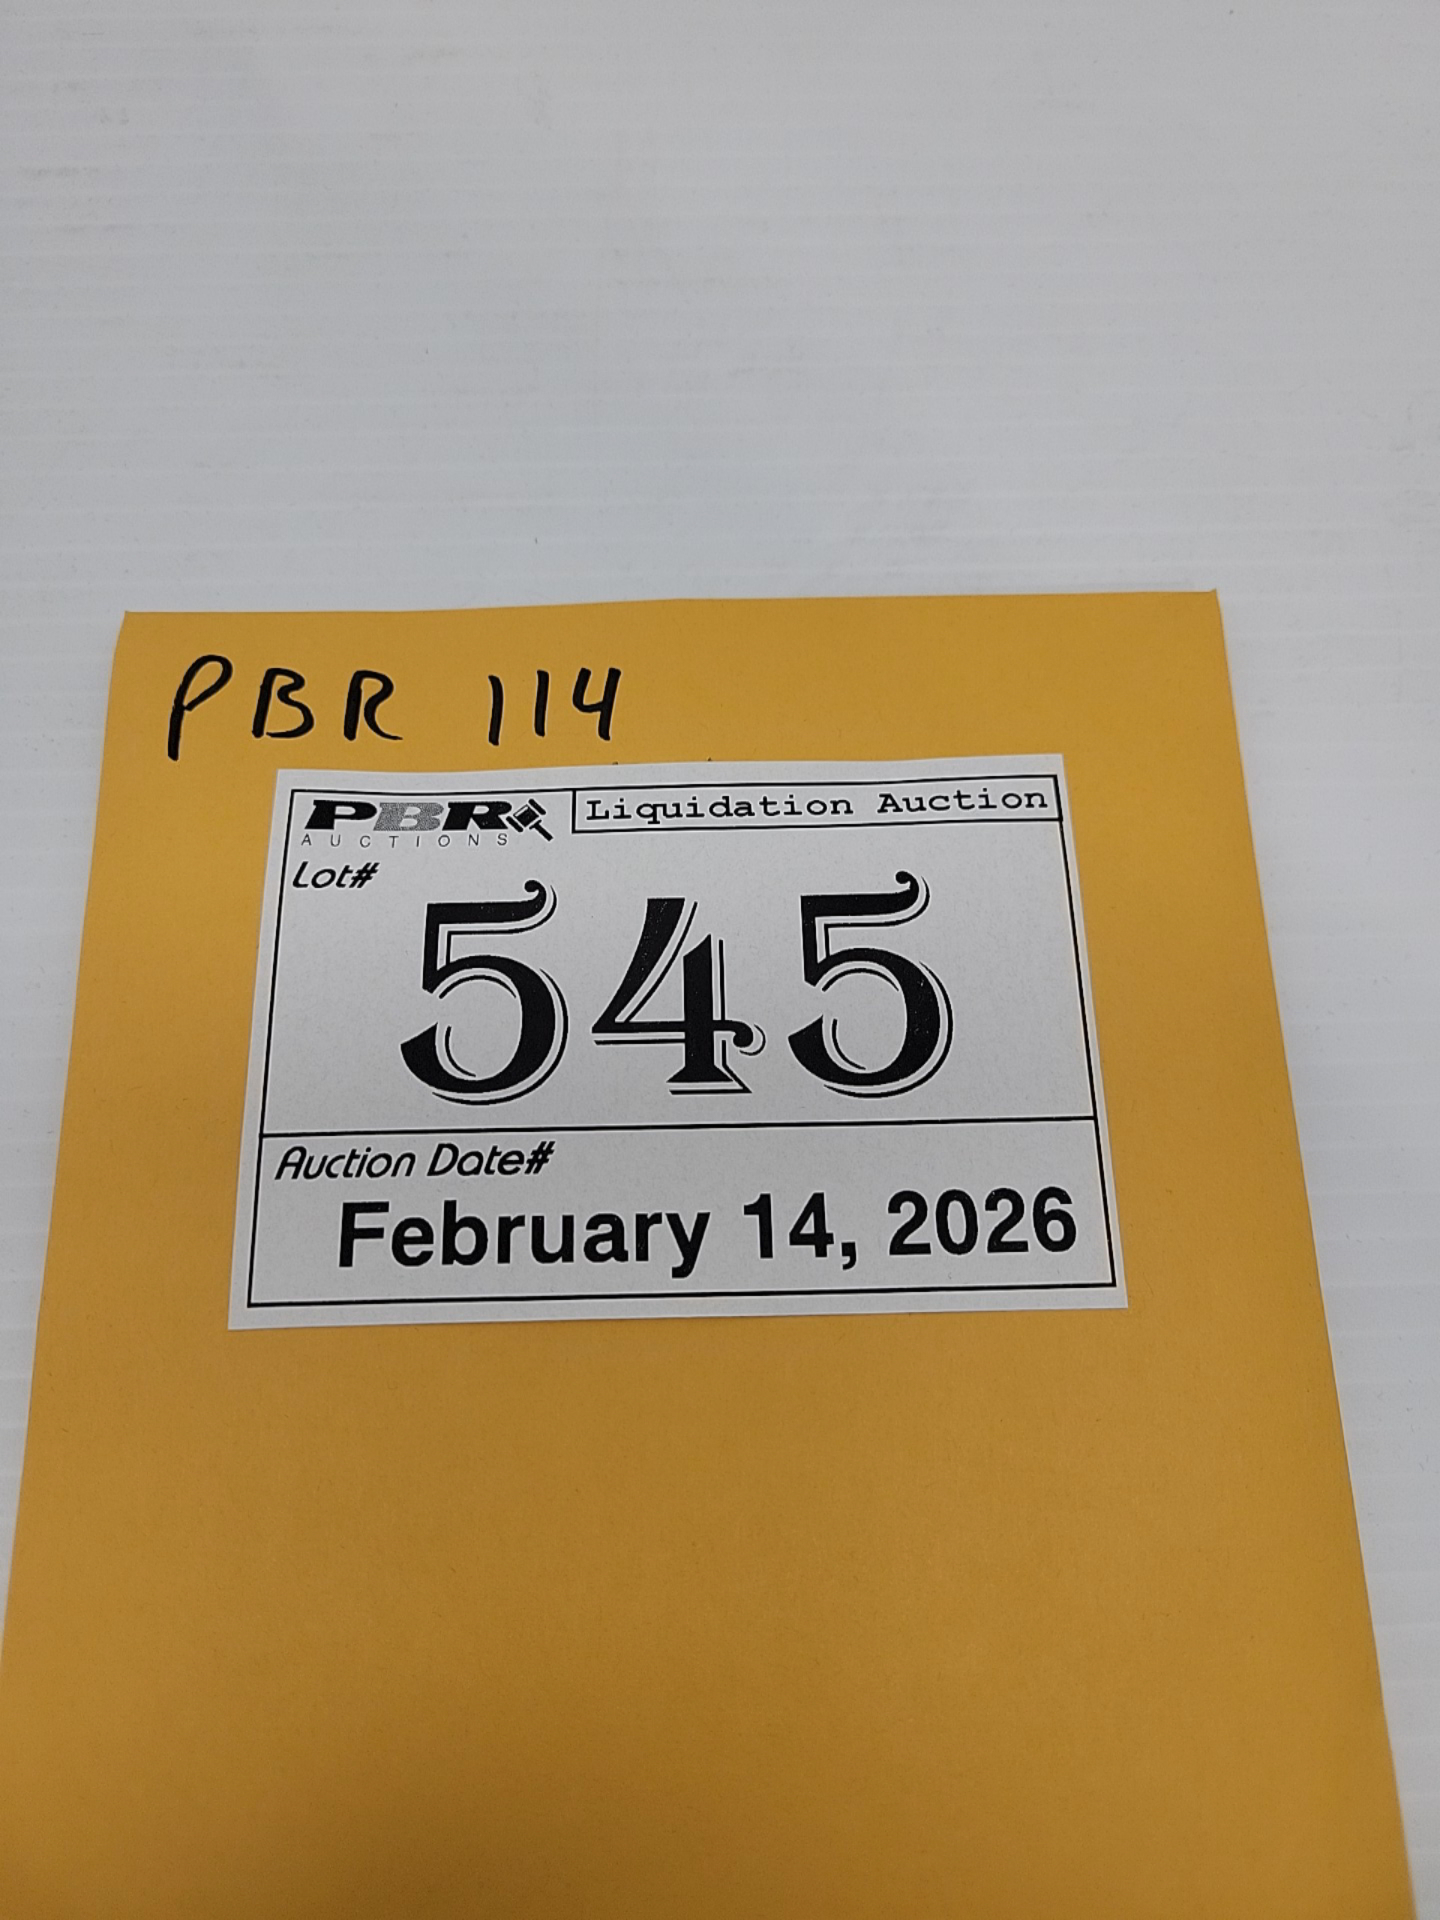 PBR 114
PBR
AUCTIONS
Liquidation Auction
Lot#
545
Auction Date#
February 14, 2026